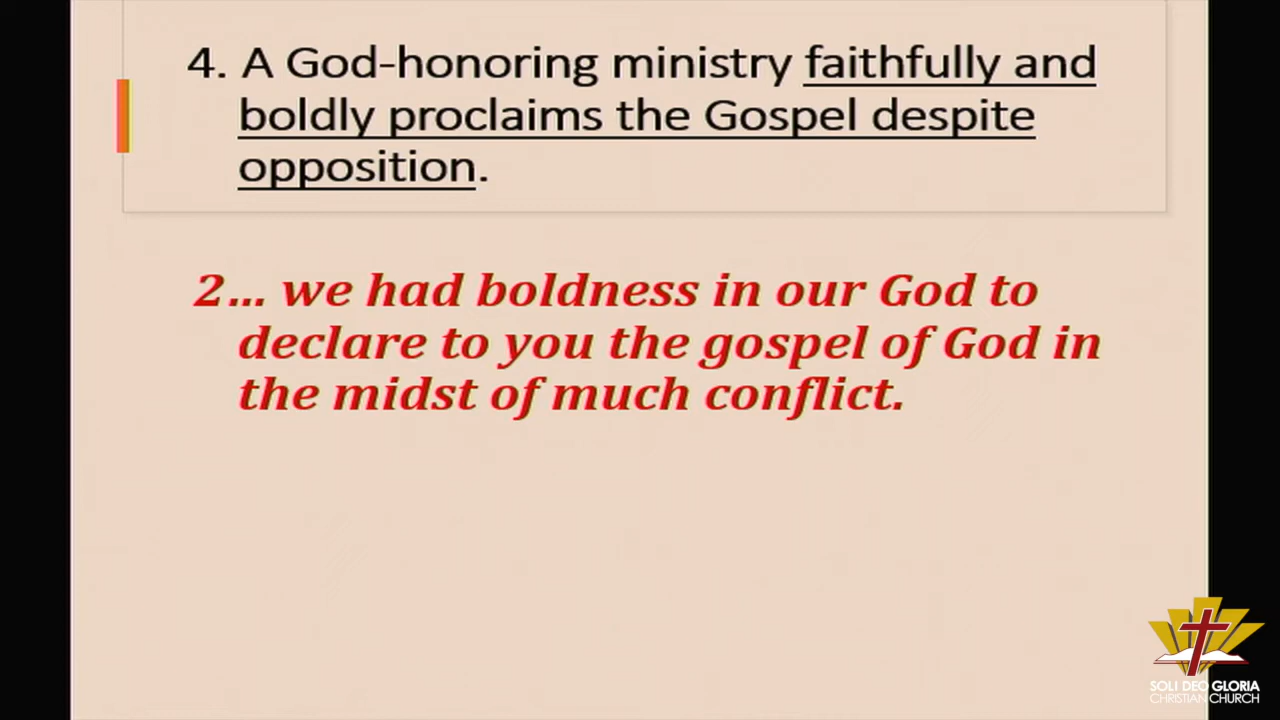 4. A God-honoring ministry faithfully and
boldly proclaims the Gospel despite
opposition.
2... we had boldness in our God to
declare to you the gospel of God in
the midst of much conflict.
SOLI DEO GLORIA
CHRISTIAN CHURCH